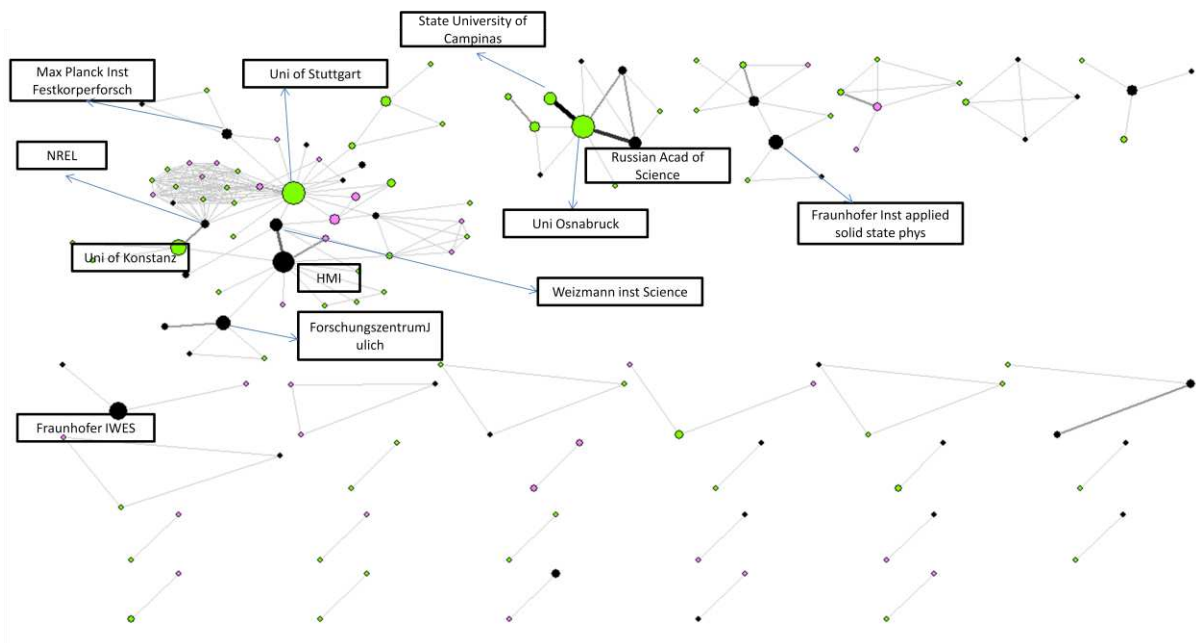 State University of
Campinas
Max Planck Inst
Festkorperforsch
Uni of Stuttgart
NREL
Russian Acad of
Science
Uni Osnabruck
Fraunhofer Inst applied
solid state phys
Uni of Konstanz
HMI
Weizmann inst Science
ForschungszentrumJ
ulich
Fraunhofer IWES